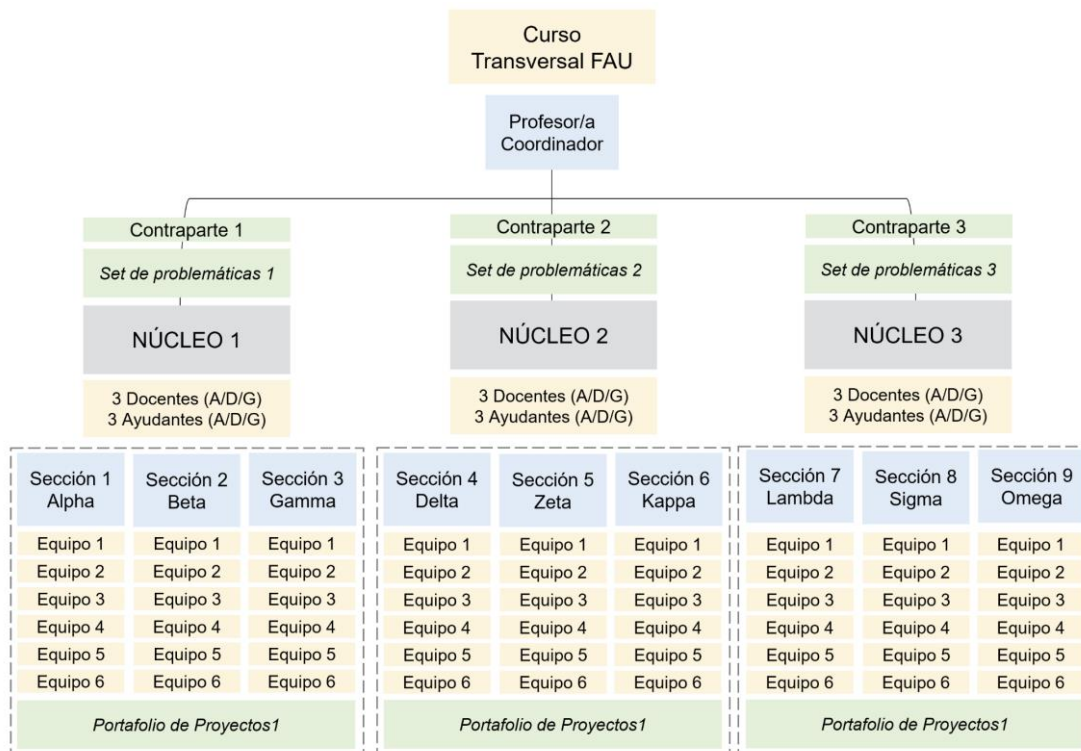 Curso
Transversal FAU
Profesor/a
Coordinador
Contraparte 1
Set de problemáticas 1
NÚCLEO 1
3 Docentes (A/D/G)
3 Ayudantes (A/D/G)
Contraparte 2
Set de problemáticas 2
NÚCLEO 2
3 Docentes (A/D/G)
3 Ayudantes (A/D/G)
Contraparte 3
Set de problemáticas 3
NÚCLEO 3
3 Docentes (A/D/G)
3 Ayudantes (A/D/G)
Sección 1
Alpha
Equipo 1
Equipo 2
Equipo 3
Equipo 4
Equipo 5
Equipo 6
Sección 2
Beta
Equipo 1
Equipo 2
Equipo 3
Equipo 4
Equipo 5
Equipo 6
Sección 3
Gamma
Equipo 1
Equipo 2
Equipo 3
Equipo 4
Equipo 5
Equipo 6
Portafolio de Proyectos1
Sección 4
Delta
Equipo 1
Equipo 2
Equipo 3
Equipo 4
Equipo 5
Equipo 6
Sección 5
Zeta
Equipo 1
Equipo 2
Equipo 3
Equipo 4
Equipo 5
Equipo 6
Sección 6
Kappa
Equipo 1
Equipo 2
Equipo 3
Equipo 4
Equipo 5
Equipo 6
Portafolio de Proyectos1
Sección 7
Lambda
Equipo 1
Equipo 2
Equipo 3
Equipo 4
Equipo 5
Equipo 6
Sección 8
Sigma
Equipo 1
Equipo 2
Equipo 3
Equipo 4
Equipo 5
Equipo 6
Sección 9
Omega
Equipo 1
Equipo 2
Equipo 3
Equipo 4
Equipo 5
Equipo 6
Portafolio de Proyectos1